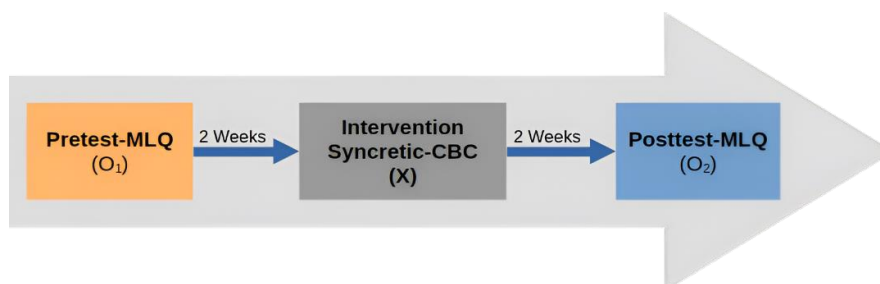 Pretest-MLQ
(O₁)
2 Weeks
Intervention
Syncretic-CBC
(X)
2 Weeks
Posttest-MLQ
(O₂)